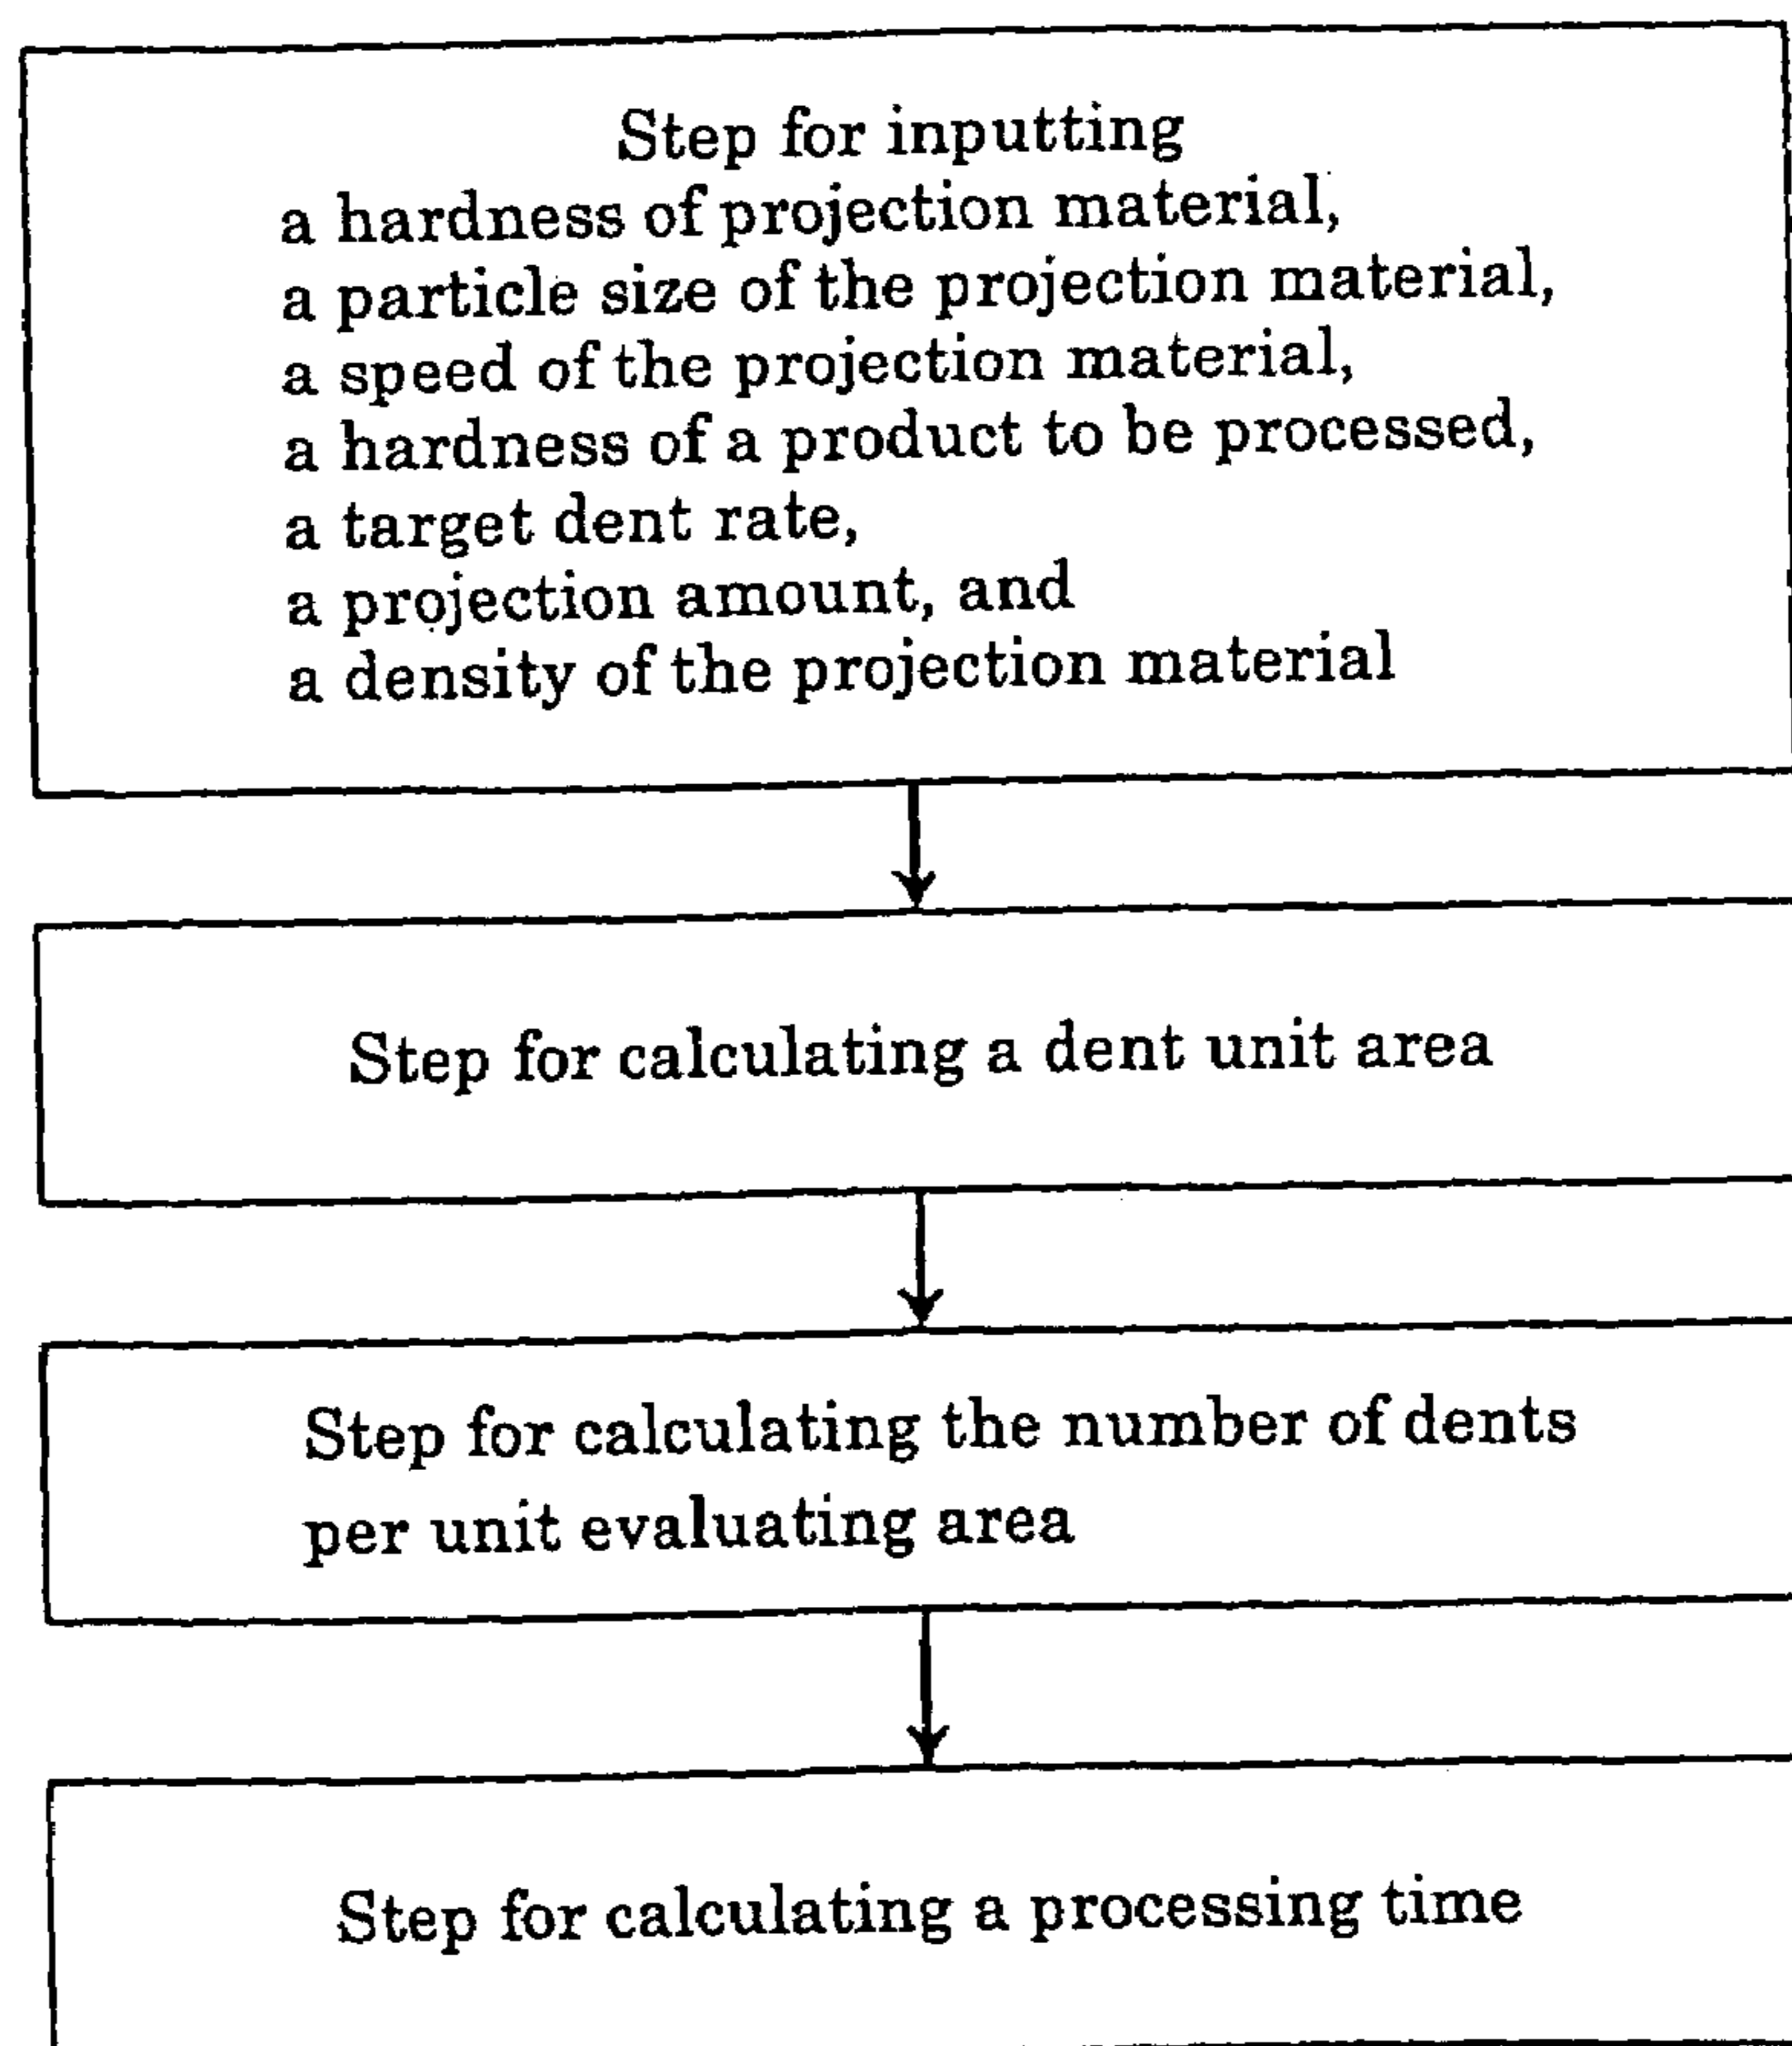 Step for inputting
a hardness of projection material,
a particle size of the projection material,
a speed of the projection material,
a hardness of a product to be processed,
a target dent rate,
a projection amount, and
a density of the projection material
Step for calculating a dent unit area
Step for calculating the number of dents
per unit evaluating area
Step for calculating a processing time